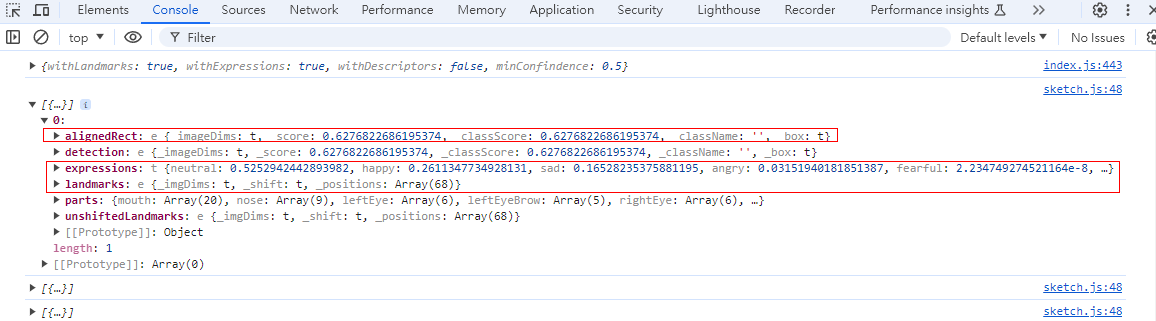 Elements Console Sources Network Performance Memory Application Security Lighthouse Recorder Performance insights
top Filter Default levels No Issues
{withLandmarks: true, withExpressions: true, withDescriptors: false, minConfindence: 0.5} index.js:443
sketch.js:48
[{…}] i
0:
alignedRect: e {_imageDims: t, _score: 0.6276822686195374, _classScore: 0.6276822686195374, _className: '', _box: t}
detection: e {_imageDims: t, _score: 0.6276822686195374, _classScore: 0.6276822686195374, _className: '', _box: t}
expressions: t {neutral: 0.5252942442893982, happy: 0.2611347734928131, sad: 0.16528235375881195, angry: 0.03151940181851387, fearful: 2.234749274521164e-8, …}
landmarks: e {_imgDims: t, _shift: t, _positions: Array(68)}
parts: {mouth: Array(20), nose: Array(9), leftEye: Array(6), leftEyeBrow: Array(5), rightEye: Array(6), …}
unshiftedLandmarks: e {_imgDims: t, _shift: t, _positions: Array(68)}
[[Prototype]]: Object
length: 1
[[Prototype]]: Array(0)
[{…}] sketch.js:48
[{…}] sketch.js:48